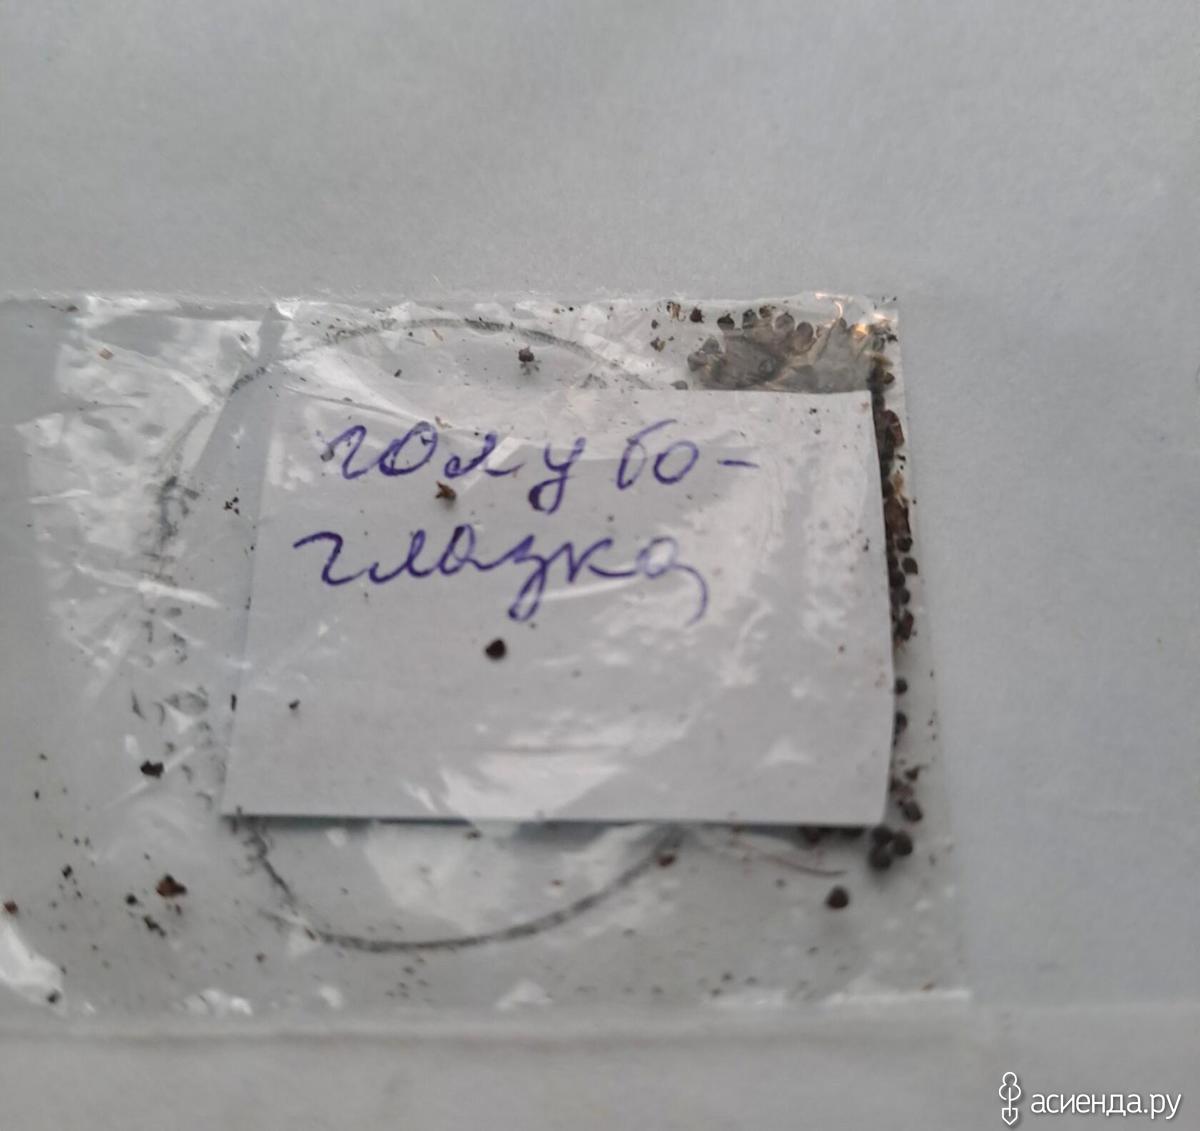 голубо-
глазка
асиенда.ру